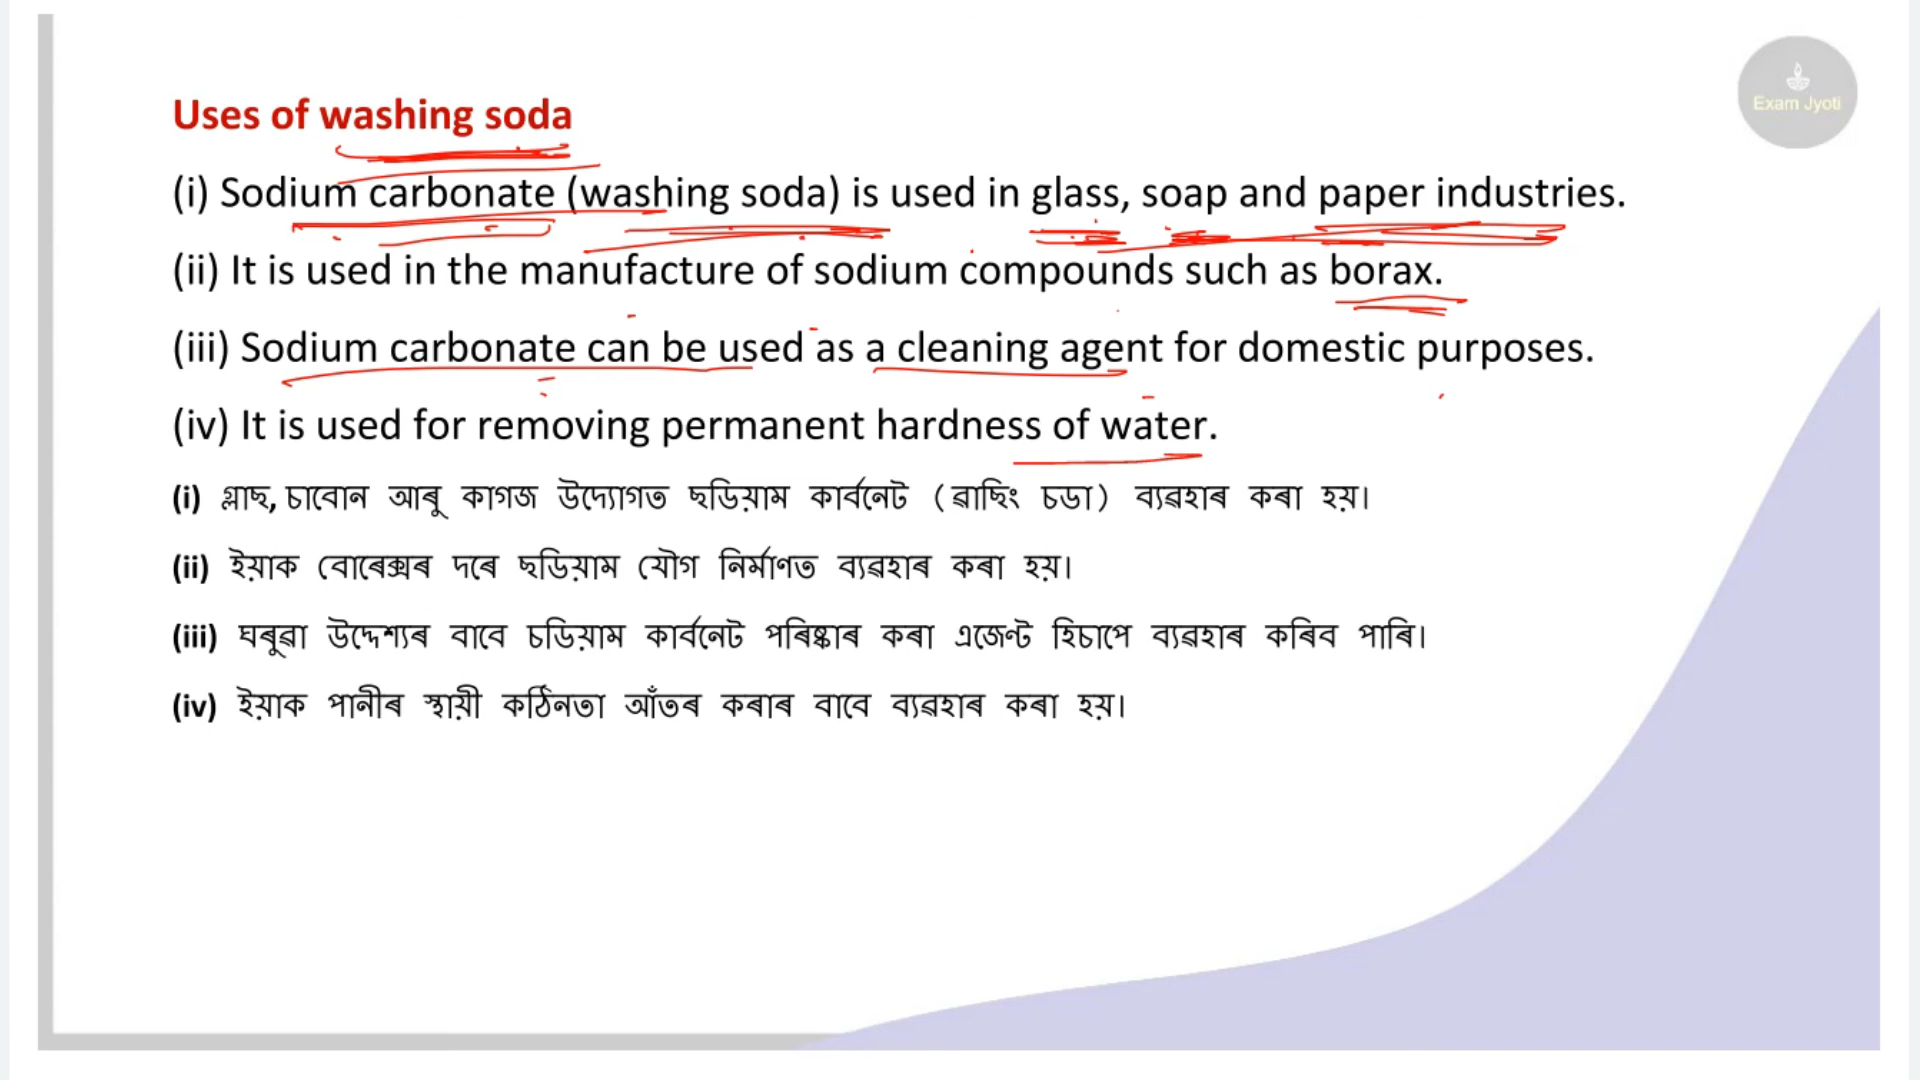 Exam Jyoti
Uses of washing soda
(i) Sodium carbonate (washing soda) is used in glass, soap and paper industries.
(ii) It is used in the manufacture of sodium compounds such as borax.
(iii) Sodium carbonate can be used as a cleaning agent for domestic purposes.
(iv) It is used for removing permanent hardness of water.
(i) গ্লাছ, চাবোন আৰু কাগজ উদ্যোগত ছডিয়াম কাৰ্বনেট (ৱাছিং চডা) ব্যৱহাৰ কৰা হয়।
(ii) ইয়াক বোৰেক্সৰ দৰে ছডিয়াম যৌগ নিৰ্মাণত ব্যৱহাৰ কৰা হয়।
(iii) ঘৰুৱা উদ্দেশ্যৰ বাবে চডিয়াম কাৰ্বনেট পৰিষ্কাৰ কৰা এজেণ্ট হিচাপে ব্যৱহাৰ কৰিব পাৰি।
(iv) ইয়াক পানীৰ স্থায়ী কঠিনতা আঁতৰ কৰাৰ বাবে ব্যৱহাৰ কৰা হয়।